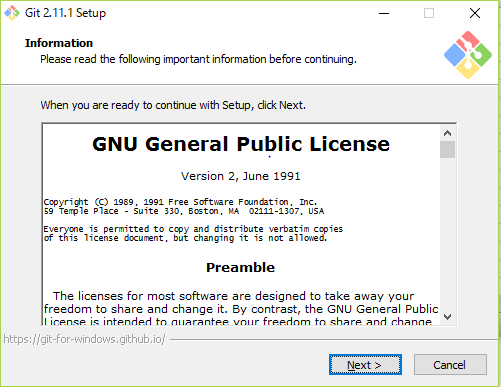 Git 2.11.1 Setup
Information
Please read the following important information before continuing.
When you are ready to continue with Setup, click Next.
GNU General Public License
Version 2, June 1991
Copyright (C) 1989, 1991 Free Software Foundation, Inc.
59 Temple Place - Suite 330, Boston, MA  02111-1307, USA
Everyone is permitted to copy and distribute verbatim copies
of this license document, but changing it is not allowed.
Preamble
The licenses for most software are designed to take away your
freedom to share and change it. By contrast, the GNU General Public
License is intended to guarantee your freedom to share and change
https://git-for-windows.github.io/
Next >
Cancel